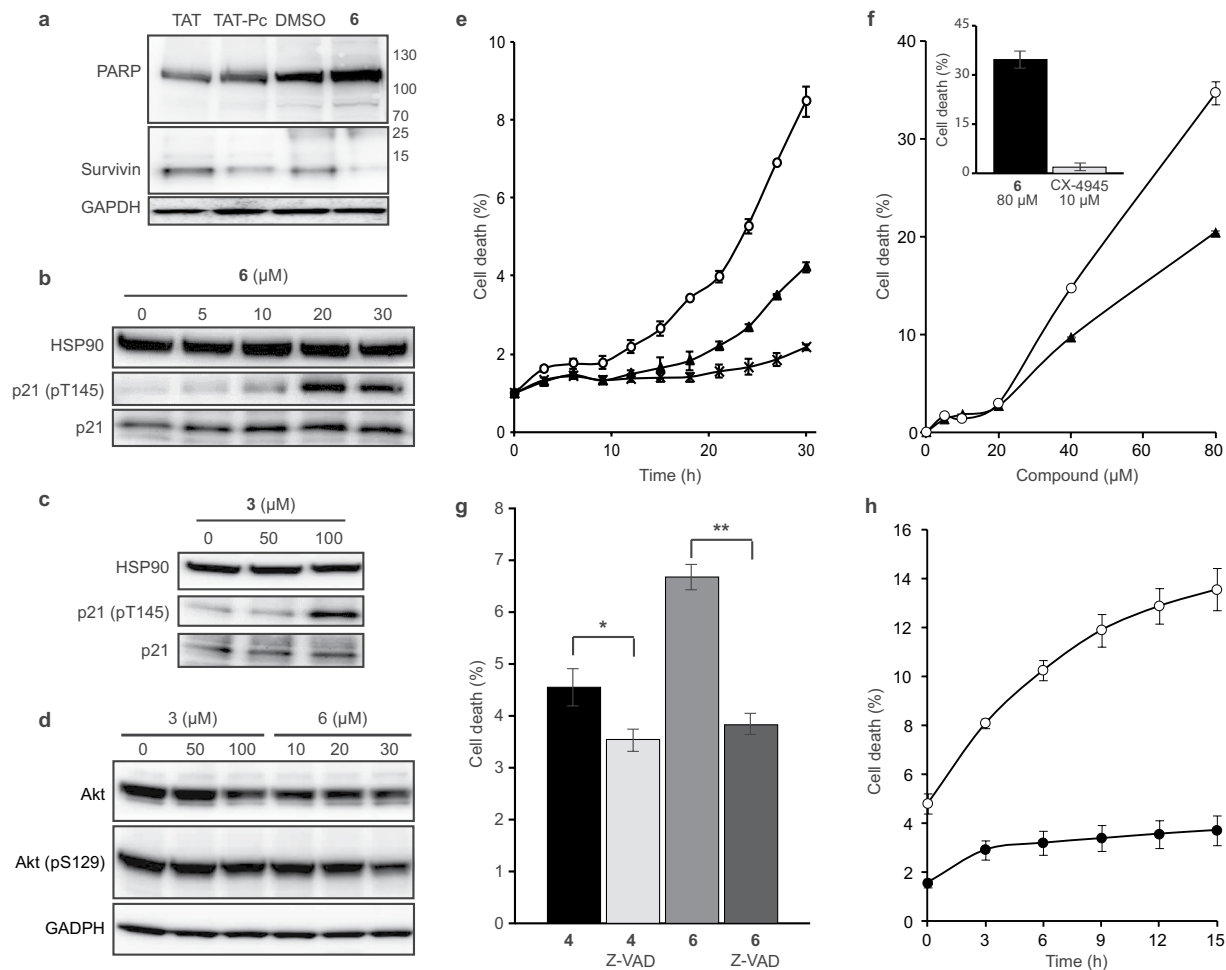 a
TAT TAT-Pc DMSO 6
PARP
130
100
70
25
15
Survivin
GAPDH
b
6 (µM)
0 5 10 20 30
HSP90
p21 (pT145)
p21
c
3 (µM)
0 50 100
HSP90
p21 (pT145)
p21
d
3 (µM) 6 (µM)
0 50 100 10 20 30
Akt
Akt (pS129)
GADPH
e
Cell death (%)
10
8
6
4
2
0
0 10 20 30
Time (h)
f
Cell death (%)
40
30
20
10
0
0 20 40 60 80
Compound (µM)
Cell death (%)
45
30
15
0
6 CX-4945
80 µM 10 µM
g
Cell death (%)
8
7
6
5
4
3
2
1
0
*
**
4 4 6 6
Z-VAD Z-VAD
h
Cell death (%)
16
14
12
10
8
6
4
2
0
0 3 6 9 12 15
Time (h)